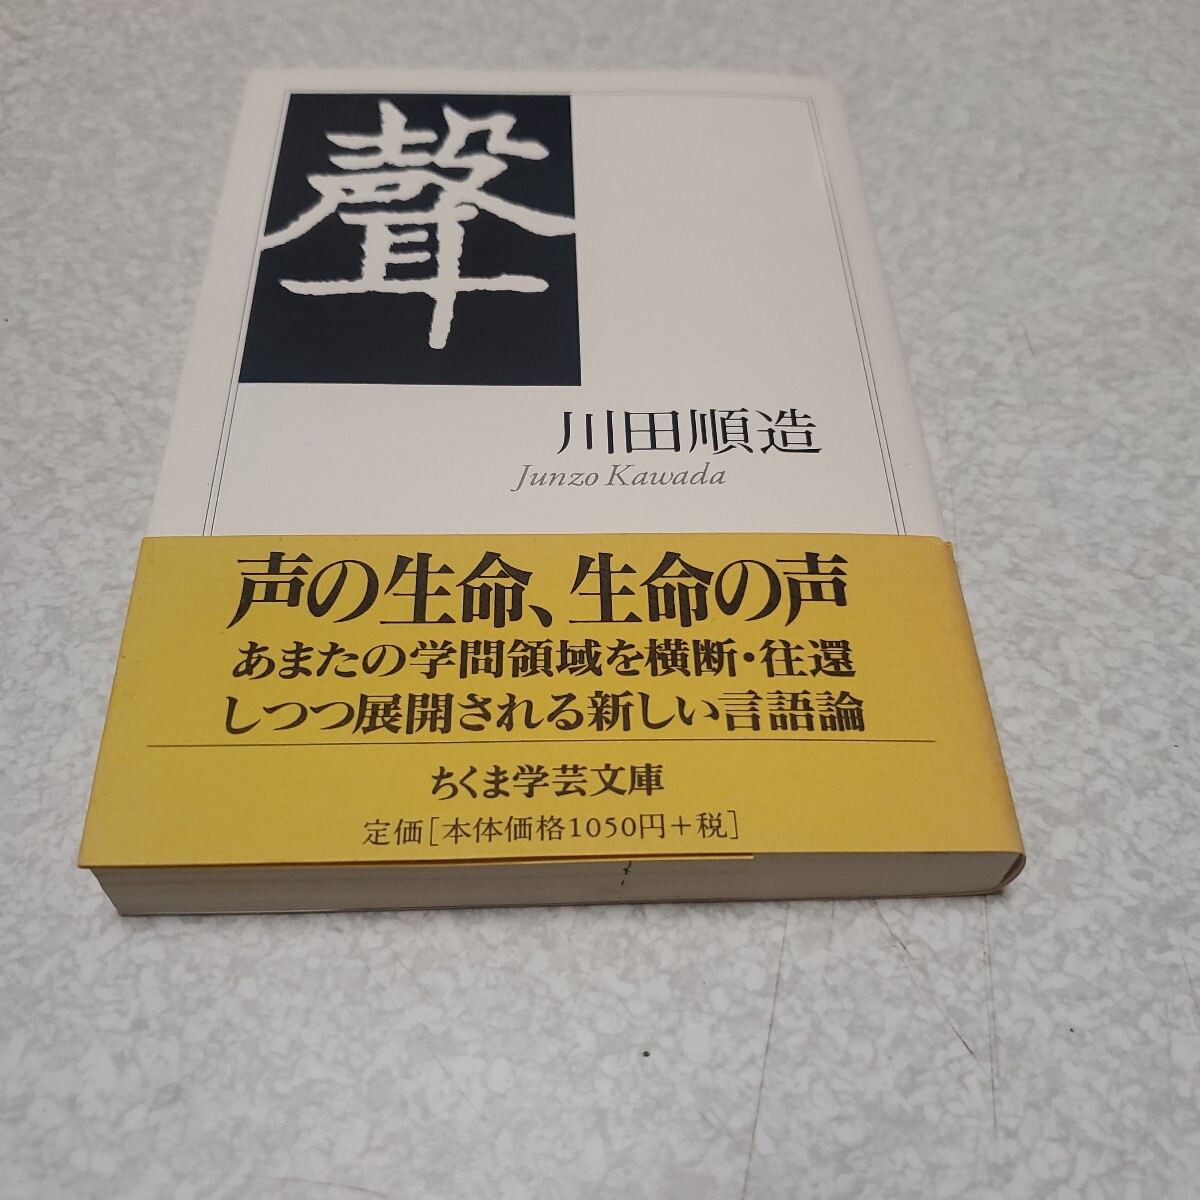 聲
川田順造
Junzo Kawada
声の生命、生命の声
あまたの学問領域を横断・往還
しつつ展開される新しい言語論
ちくま学芸文庫
定価[本体価格1050円+税]